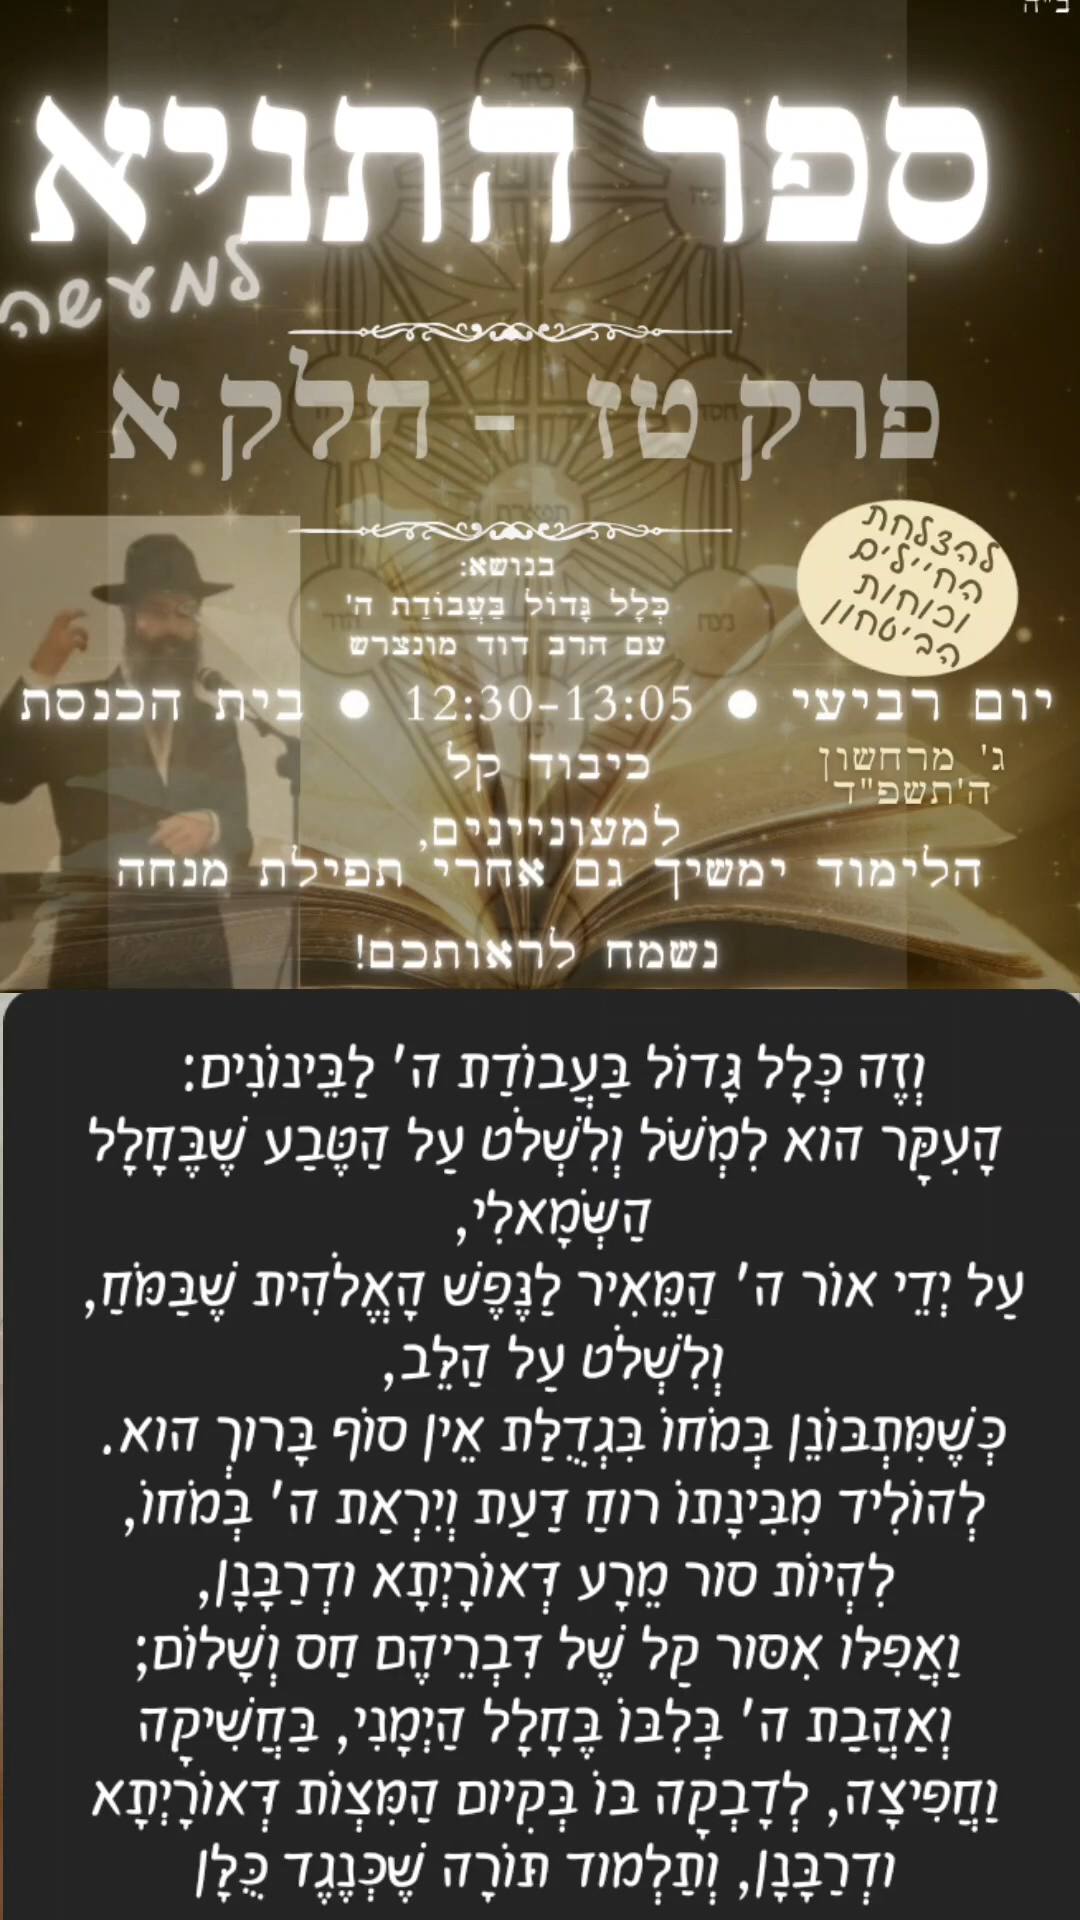 ב"ה
ספר התניא
למעשה
פרק טז - חלק א
בנושא:
כְּלָל גָּדוֹל בַּעֲבוֹדַת ה'
עם הרב דוד מונצרש
להצלחת
החיילים
וכוחות
הביטחון
יום רביעי ● 12:30-13:05 ● בית הכנסת
ג' מרחשון
ה'תשפ"ד
כיבוד קל
למעוניינים,
הלימוד ימשיך גם אחרי תפילת מנחה
נשמח לראותכם!
וְזֶה כְּלָל גָּדוֹל בַּעֲבוֹדַת ה' לַבֵּינוֹנִים:
הָעִקָּר הוּא לִמְשֹׁל וְלִשְׁלֹט עַל הַטֶּבַע שֶׁבֶּחָלָל
הַשְּׂמָאלִי,
עַל יְדֵי אוֹר ה' הַמֵּאִיר לַנֶּפֶשׁ הָאֱלֹהִית שֶׁבַּמֹּחַ,
וְלִשְׁלֹט עַל הַלֵּב,
כְּשֶׁמִּתְבּוֹנֵן בְּמֹחוֹ בִּגְדֻלַּת אֵין סוֹף בָּרוּךְ הוּא.
לְהוֹלִיד מִבִּינָתוֹ רוּחַ דַּעַת וְיִרְאַת ה' בְּמֹחוֹ,
לִהְיוֹת סוּר מֵרָע דְּאוֹרָיְתָא וּדְרַבָּנָן,
וַאֲפִלּוּ אִסּוּר קַל שֶׁל דִּבְרֵיהֶם חַס וְשָׁלוֹם;
וְאַהֲבַת ה' בְּלִבּוֹ בֶּחָלָל הַיְמָנִי, בַּחֲשִׁיקָה
וַחֲפִיצָה, לְדָבְקָה בּוֹ בְּקִיּוּם הַמִּצְוֹת דְּאוֹרָיְתָא
וּדְרַבָּנָן, וְתַלְמוּד תּוֹרָה שֶׁכְּנֶגֶד כֻּלָּן